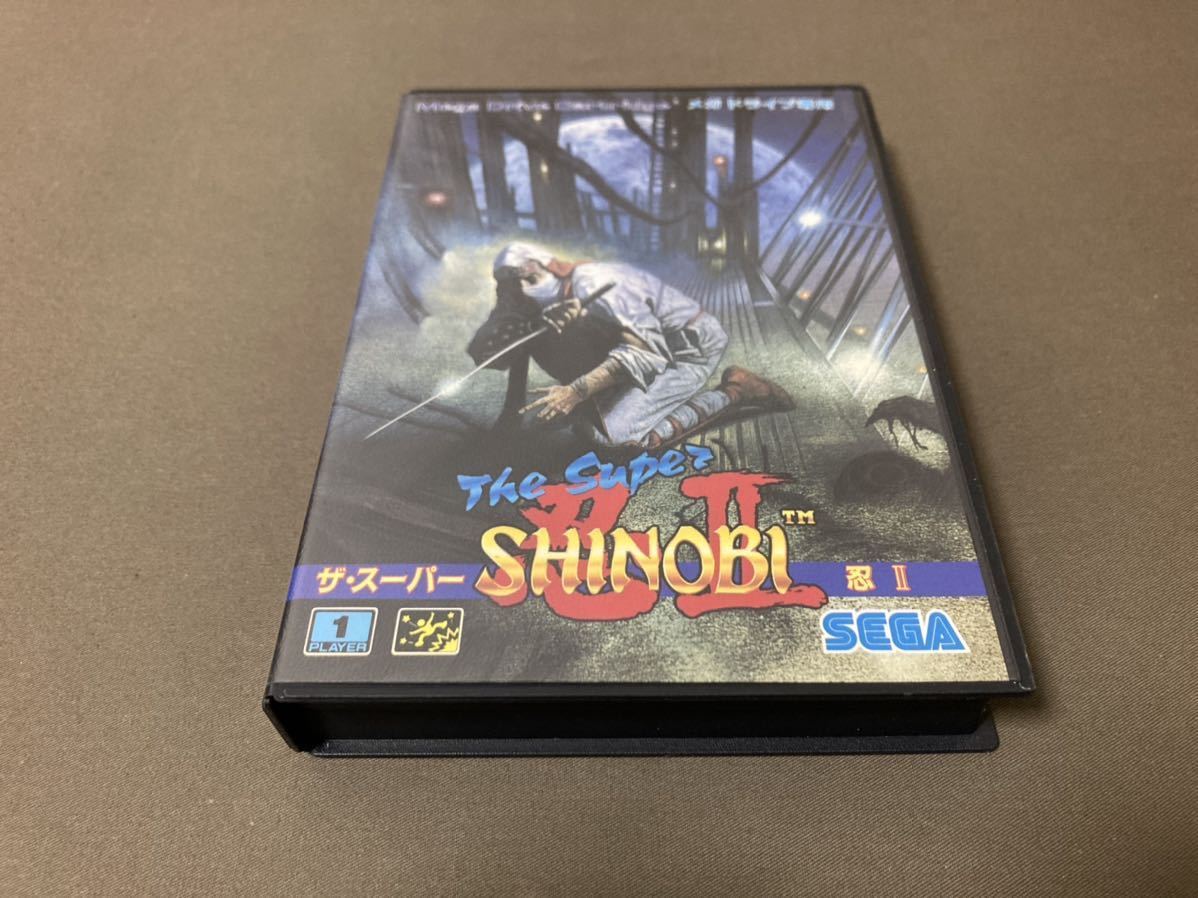 Mega Drive Cartridge メガドライブ専用
The Super
忍 II
SHINOBI™
ザ・スーパー 忍 II
1
PLAYER
SEGA